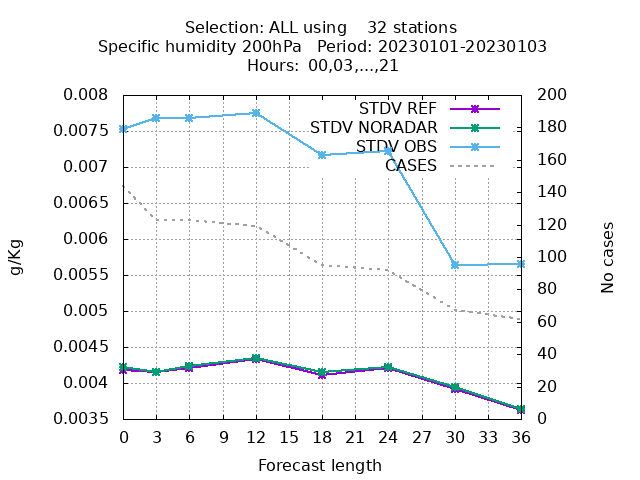 Selection: ALL using    32 stations
Specific humidity 200hPa   Period: 20230101-20230103
Hours: 00,03,...,21
STDV REF
STDV NORADAR
STDV OBS
CASES
g/Kg
0.008
0.0075
0.007
0.0065
0.006
0.0055
0.005
0.0045
0.004
0.0035
200
180
160
140
120
100
80
60
40
20
0
No cases
0 3 6 9 12 15 18 21 24 27 30 33 36
Forecast length